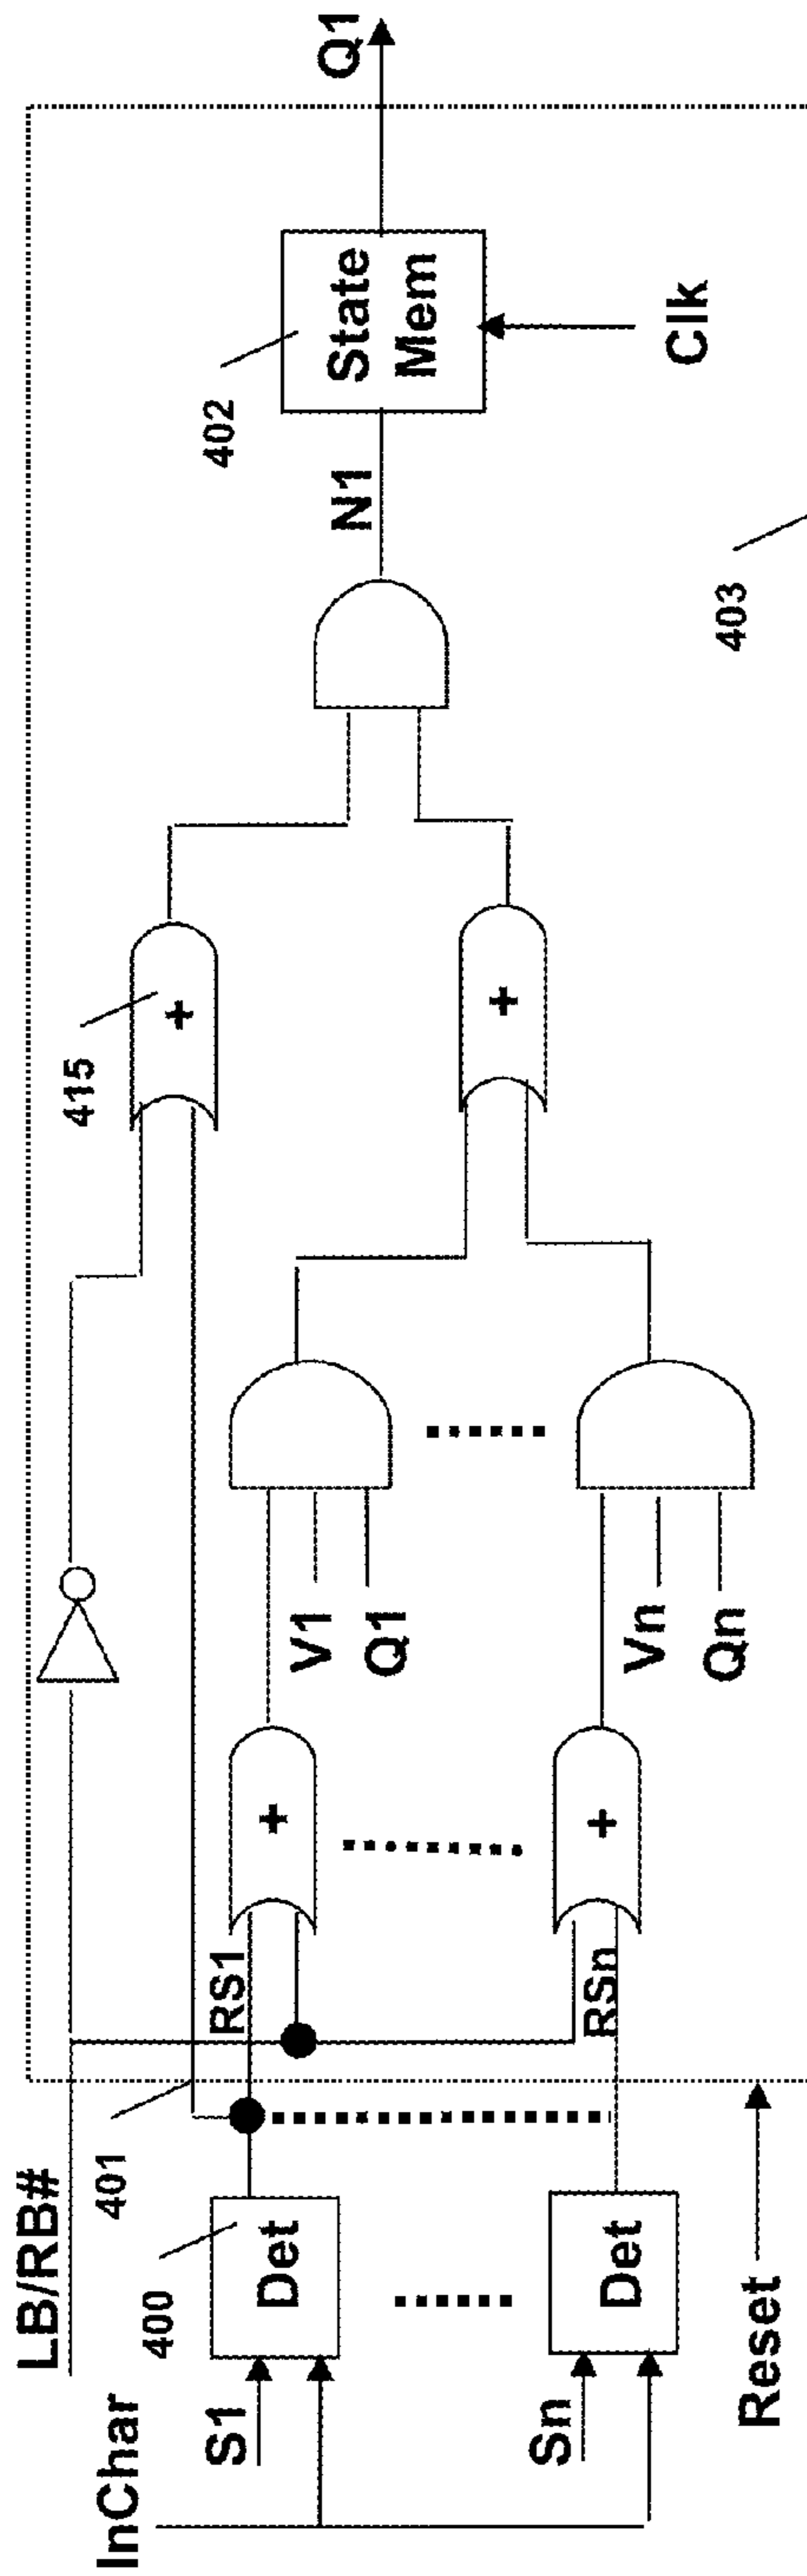 InChar
LB/RB#
S1
Sn
400
Det
Det
401
Reset
RS1
RSn
+
+
V1
Q1
Vn
Qn
415
+
+
403
N1
402
State
Mem
Clk
Q1